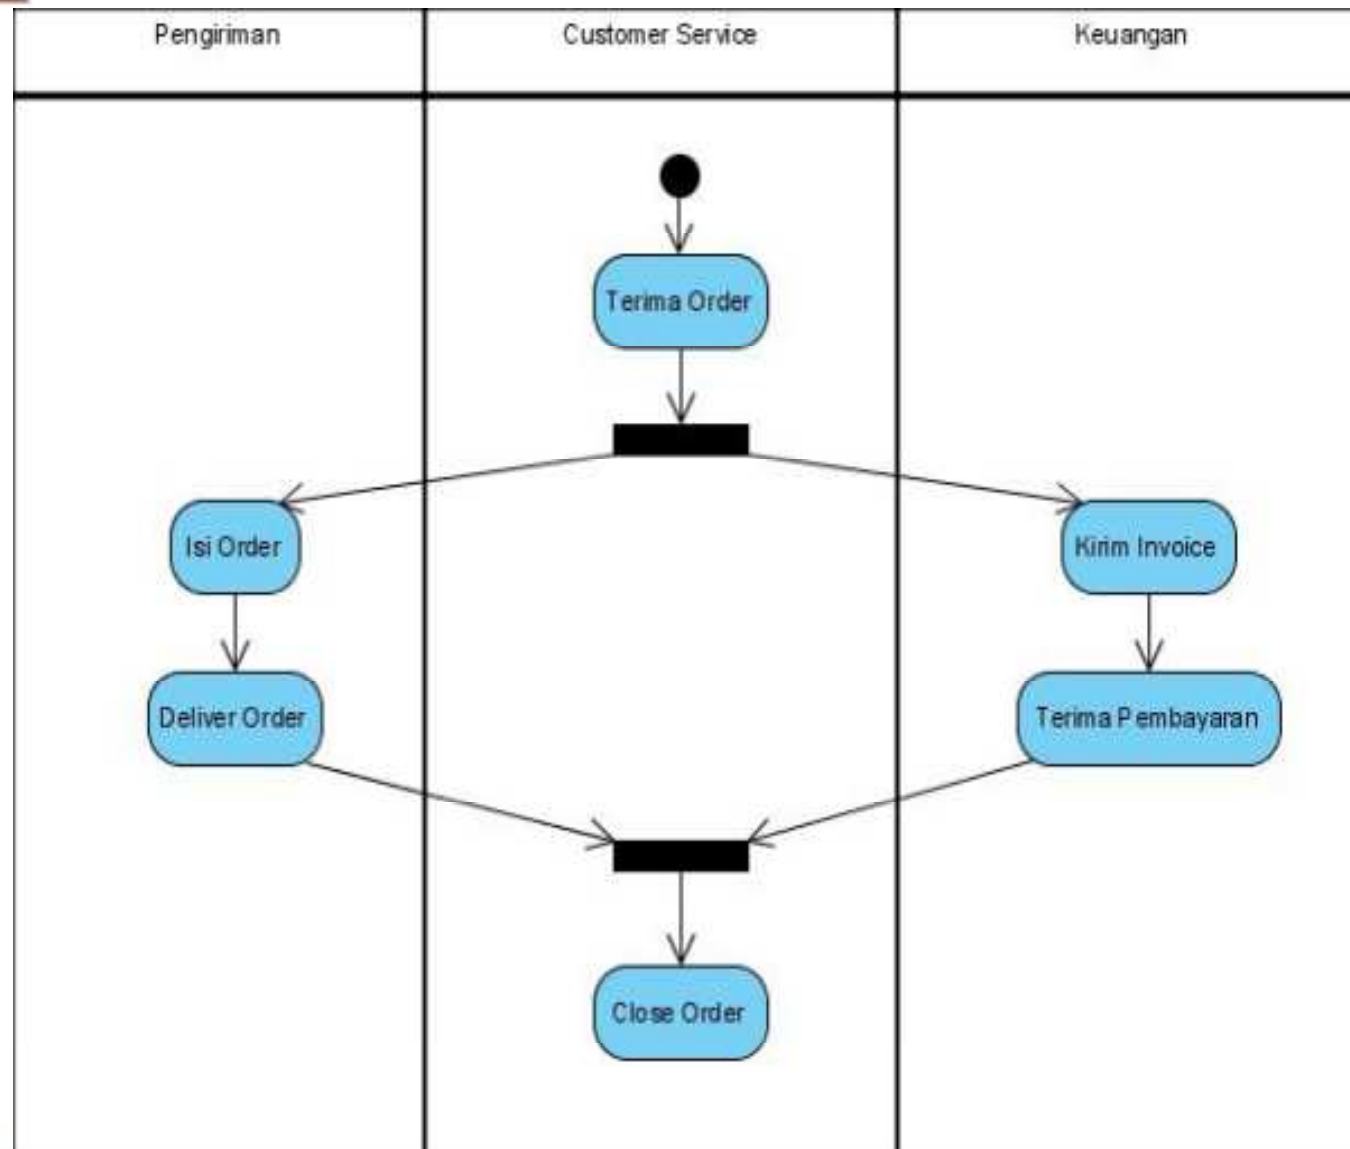 Pengiriman
Customer Service
Keuangan
Terima Order
Isi Order
Kirim Invoice
Deliver Order
Terima Pembayaran
Close Order